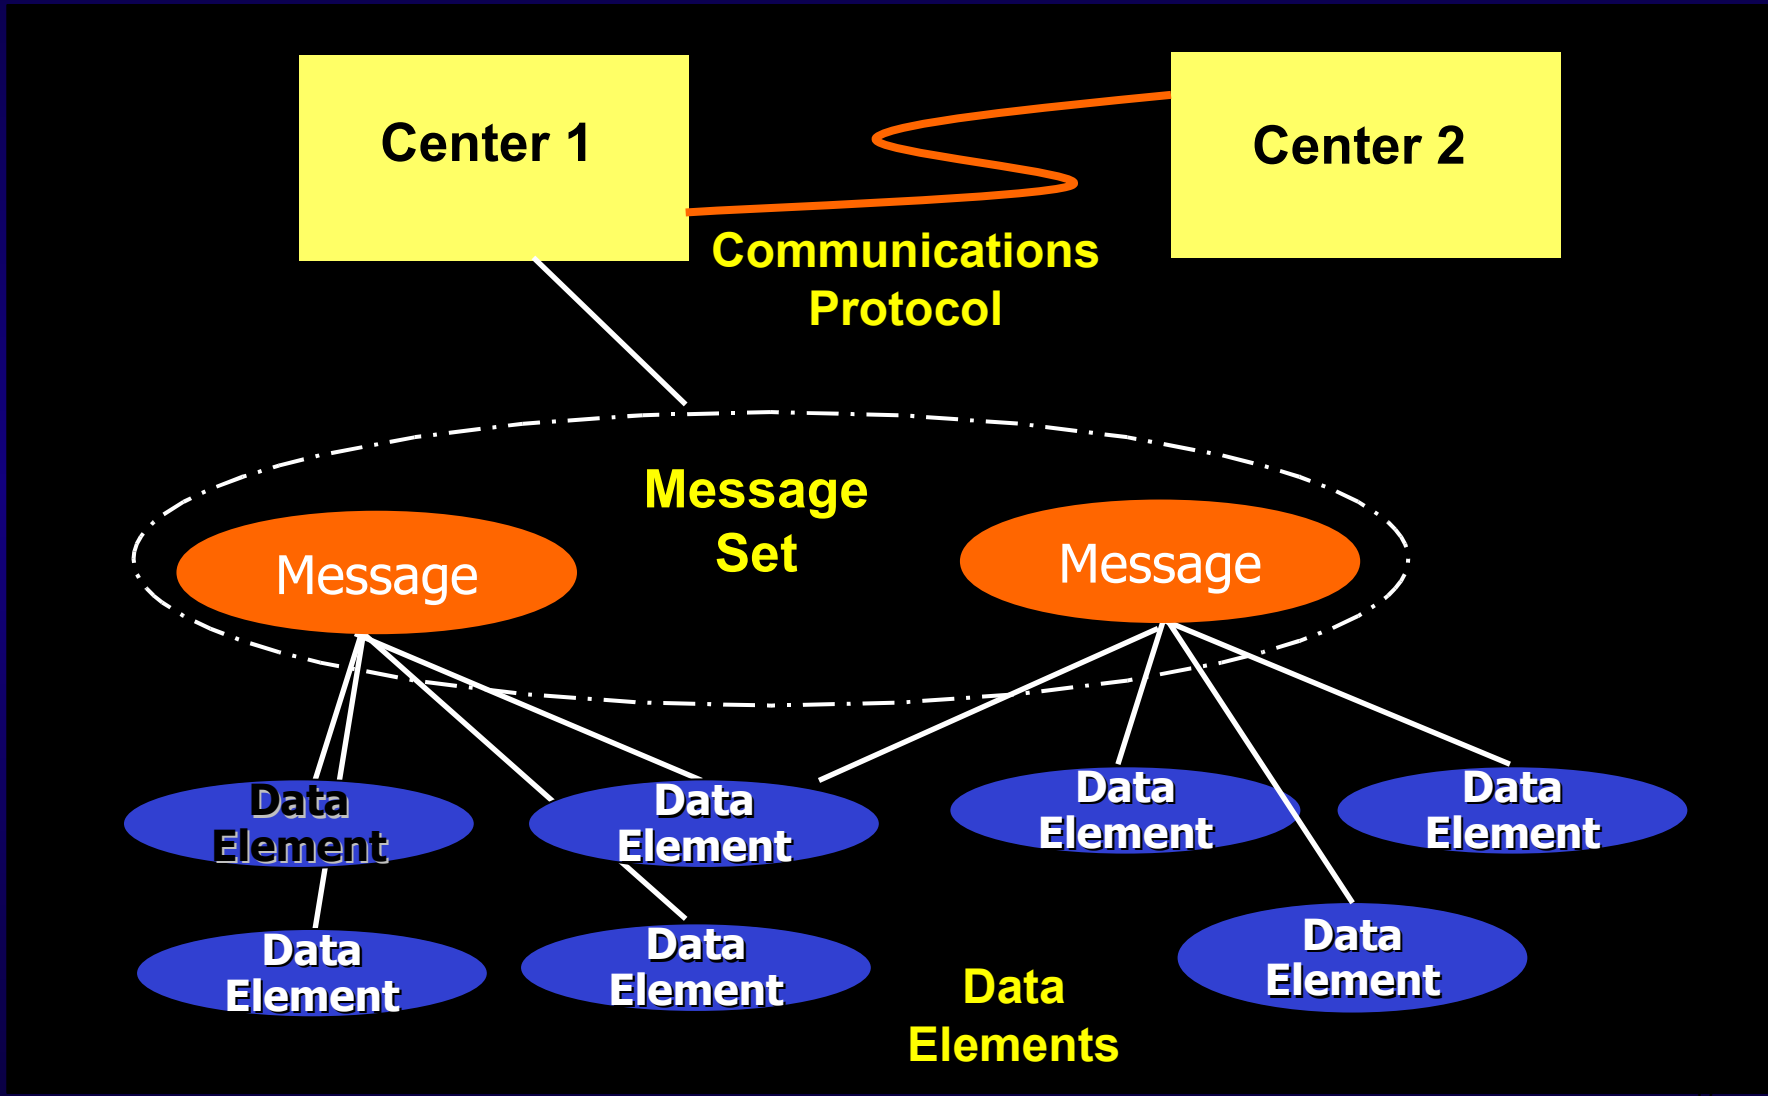 Center 1
Center 2
Communications
Protocol
Message
Set
Message
Message
Data
Element
Data
Element
Data
Element
Data
Element
Data
Element
Data
Element
Data
Element
Data
Elements